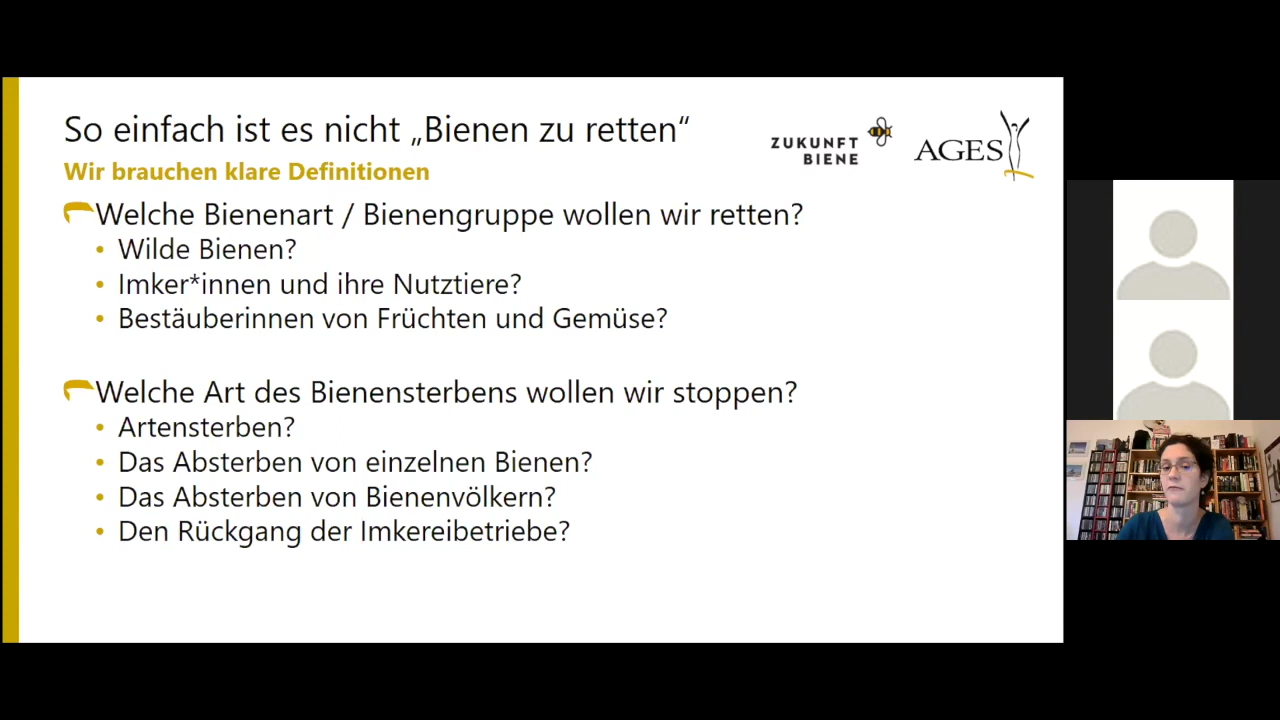 So einfach ist es nicht „Bienen zu retten“
Wir brauchen klare Definitionen
ZUKUNFT
BIENE
AGES
Welche Bienenart / Bienengruppe wollen wir retten?
• Wilde Bienen?
• Imker*innen und ihre Nutztiere?
• Bestäuberinnen von Früchten und Gemüse?
Welche Art des Bienensterbens wollen wir stoppen?
• Artensterben?
• Das Absterben von einzelnen Bienen?
• Das Absterben von Bienenvölkern?
• Den Rückgang der Imkereibetriebe?